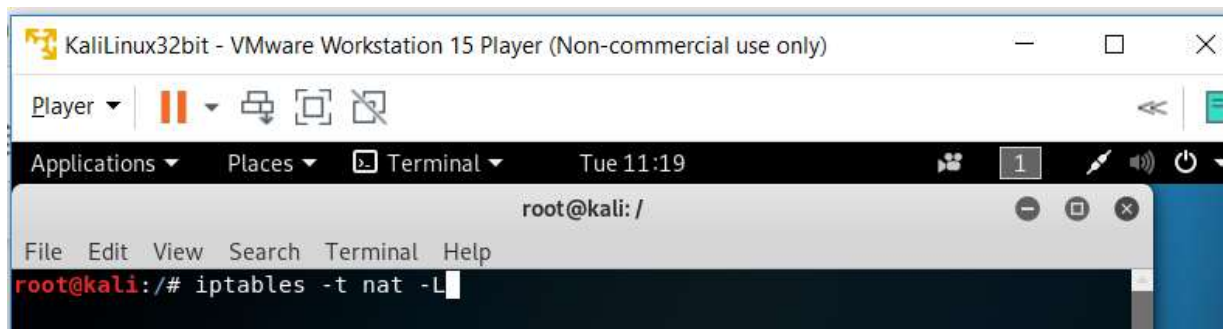 KaliLinux32bit - VMware Workstation 15 Player (Non-commercial use only)
Player
Applications Places Terminal Tue 11:19 1
root@kali: /
File Edit View Search Terminal Help
root@kali:/# iptables -t nat -L